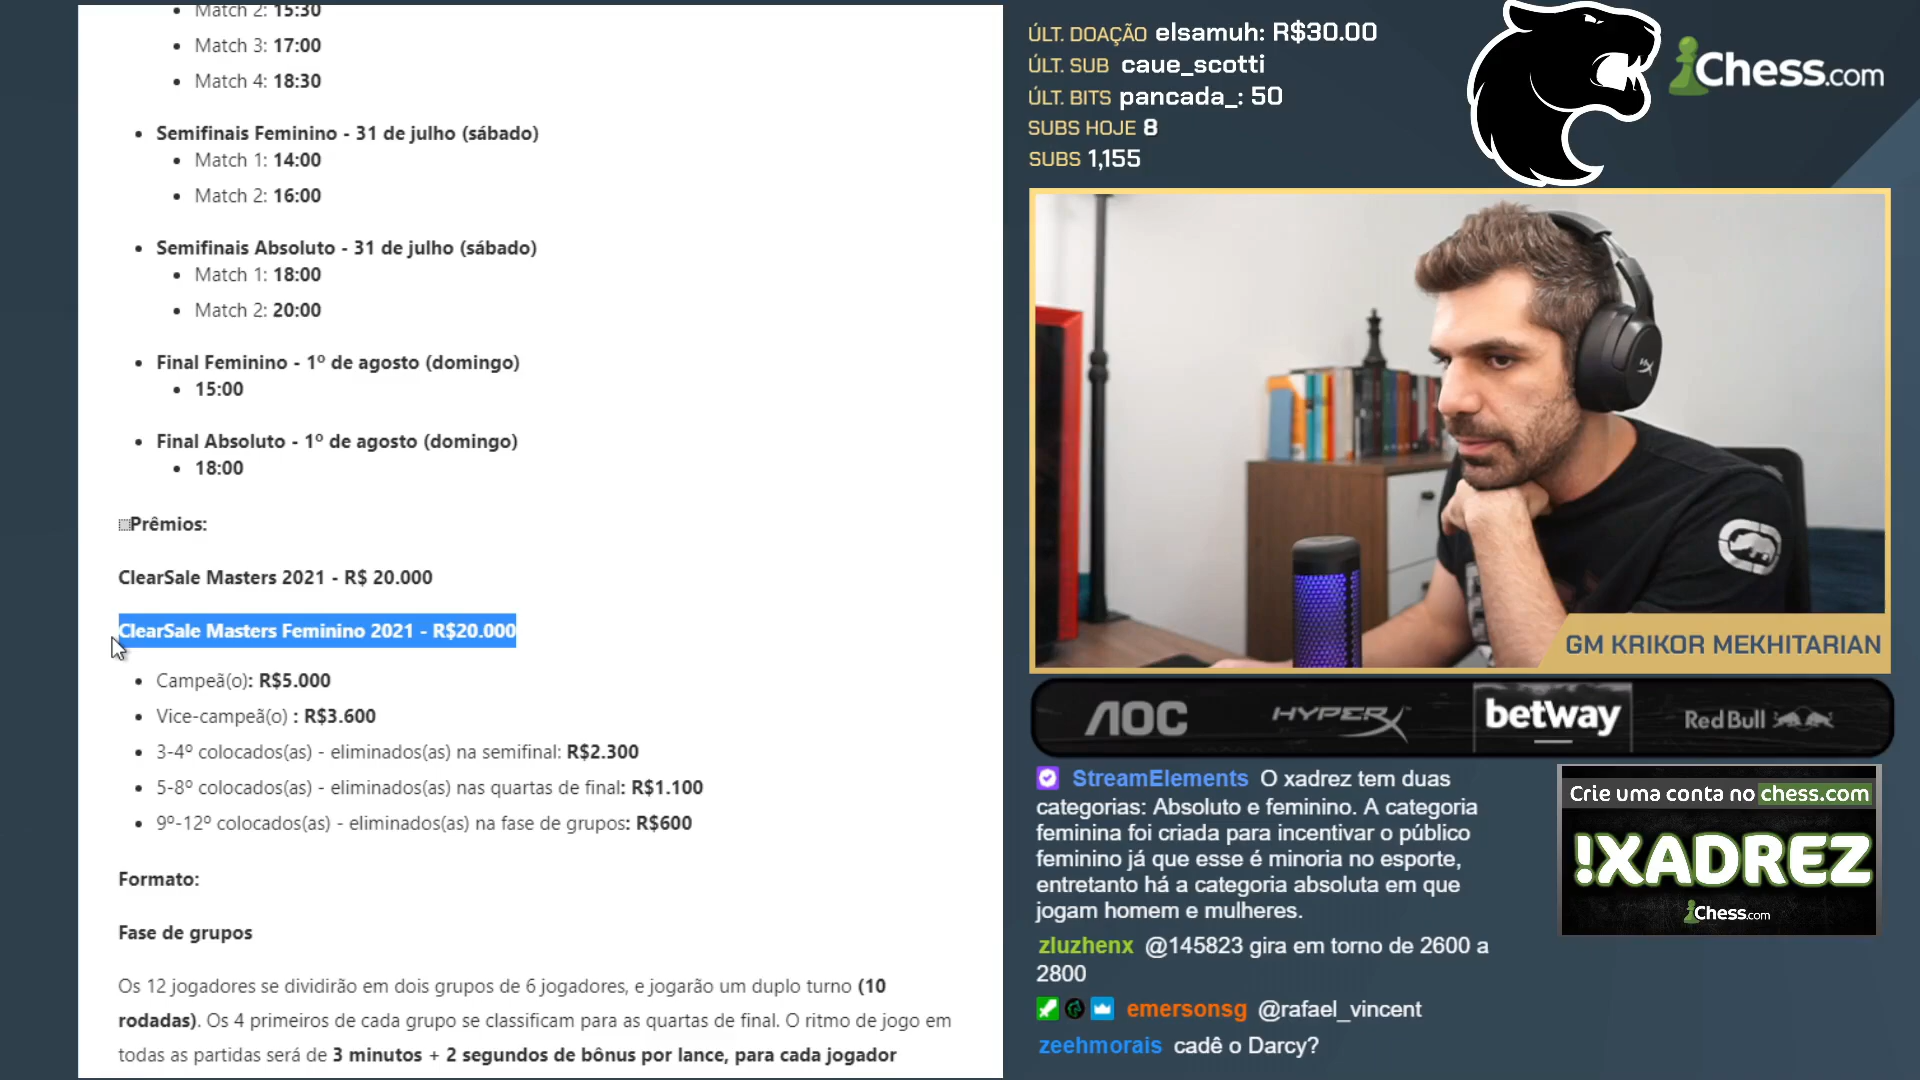 Match 2: 15:30
Match 3: 17:00
Match 4: 18:30
Semifinais Feminino - 31 de julho (sábado)
Match 1: 14:00
Match 2: 16:00
Semifinais Absoluto - 31 de julho (sábado)
Match 1: 18:00
Match 2: 20:00
Final Feminino - 1º de agosto (domingo)
15:00
Final Absoluto - 1º de agosto (domingo)
18:00
Prêmios:
ClearSale Masters 2021 - R$ 20.000
ClearSale Masters Feminino 2021 - R$20.000
Campeã(o): R$5.000
Vice-campeã(o) : R$3.600
3-4º colocados(as) - eliminados(as) na semifinal: R$2.300
5-8º colocados(as) - eliminados(as) nas quartas de final: R$1.100
9º-12º colocados(as) - eliminados(as) na fase de grupos: R$600
Formato:
Fase de grupos
Os 12 jogadores se dividirão em dois grupos de 6 jogadores, e jogarão um duplo turno (10
rodadas). Os 4 primeiros de cada grupo se classificam para as quartas de final. O ritmo de jogo em
todas as partidas será de 3 minutos + 2 segundos de bônus por lance, para cada jogador
ÚLT. DOAÇÃO elsamuh: R$30.00
ÚLT. SUB caue_scotti
ÚLT. BITS pancada_: 50
SUBS HOJE 8
SUBS 1,155
Chess.com
GM KRIKOR MEKHITARIAN
AOC HYPERX betway Red Bull
StreamElements O xadrez tem duas
categorias: Absoluto e feminino. A categoria
feminina foi criada para incentivar o público
feminino já que esse é minoria no esporte,
entretanto há a categoria absoluta em que
jogam homem e mulheres.
zluzhenx @145823 gira em torno de 2600 a
2800
emersonsg @rafael_vincent
zeehmorais cadê o Darcy?
Crie uma conta no chess.com
!XADREZ
Chess.com